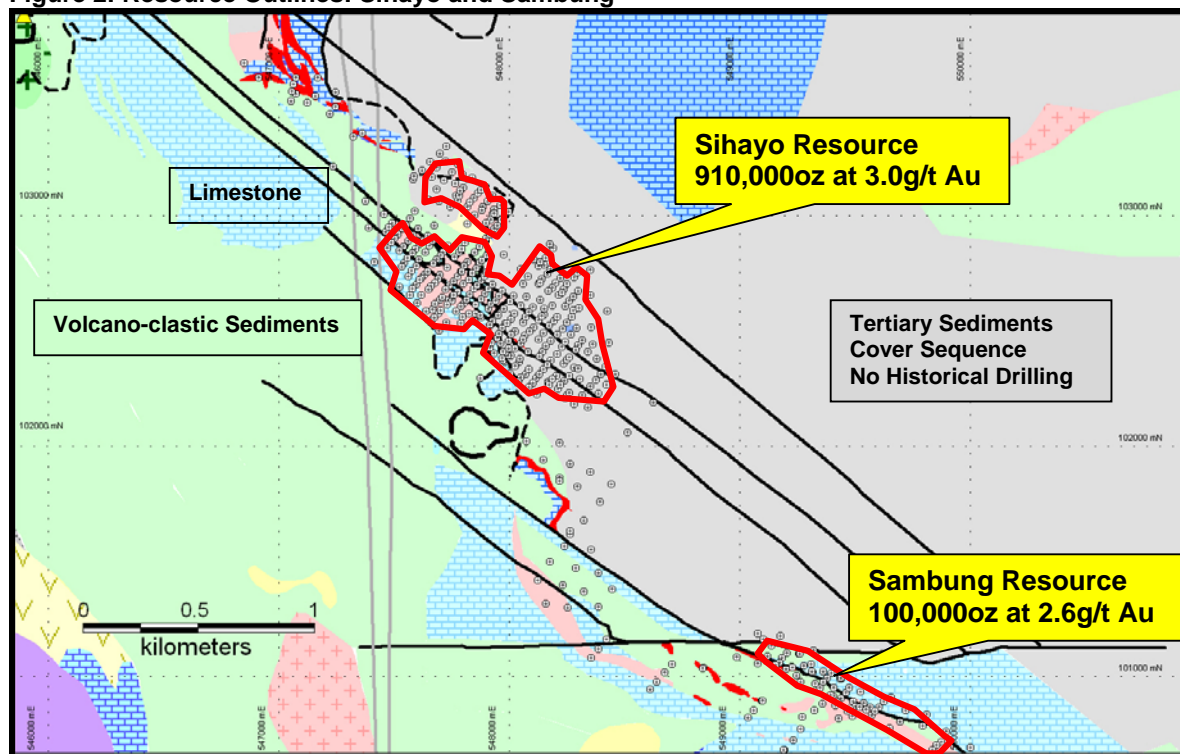 Figure 2. Resource Outlines: Sihayo and Sambung
546000 mE
548000 mE
549000 mE
550000 mE
Sihayo Resource
910,000oz at 3.0g/t Au
Limestone
103000 mN
103000 mN
Volcano-clastic Sediments
Tertiary Sediments
Cover Sequence
No Historical Drilling
102000 mN
102000 mN
Sambung Resource
100,000oz at 2.6g/t Au
0 0.5 1
kilometers
101000 mN
546000 mE
547000 mE
548000 mE
549000 mE